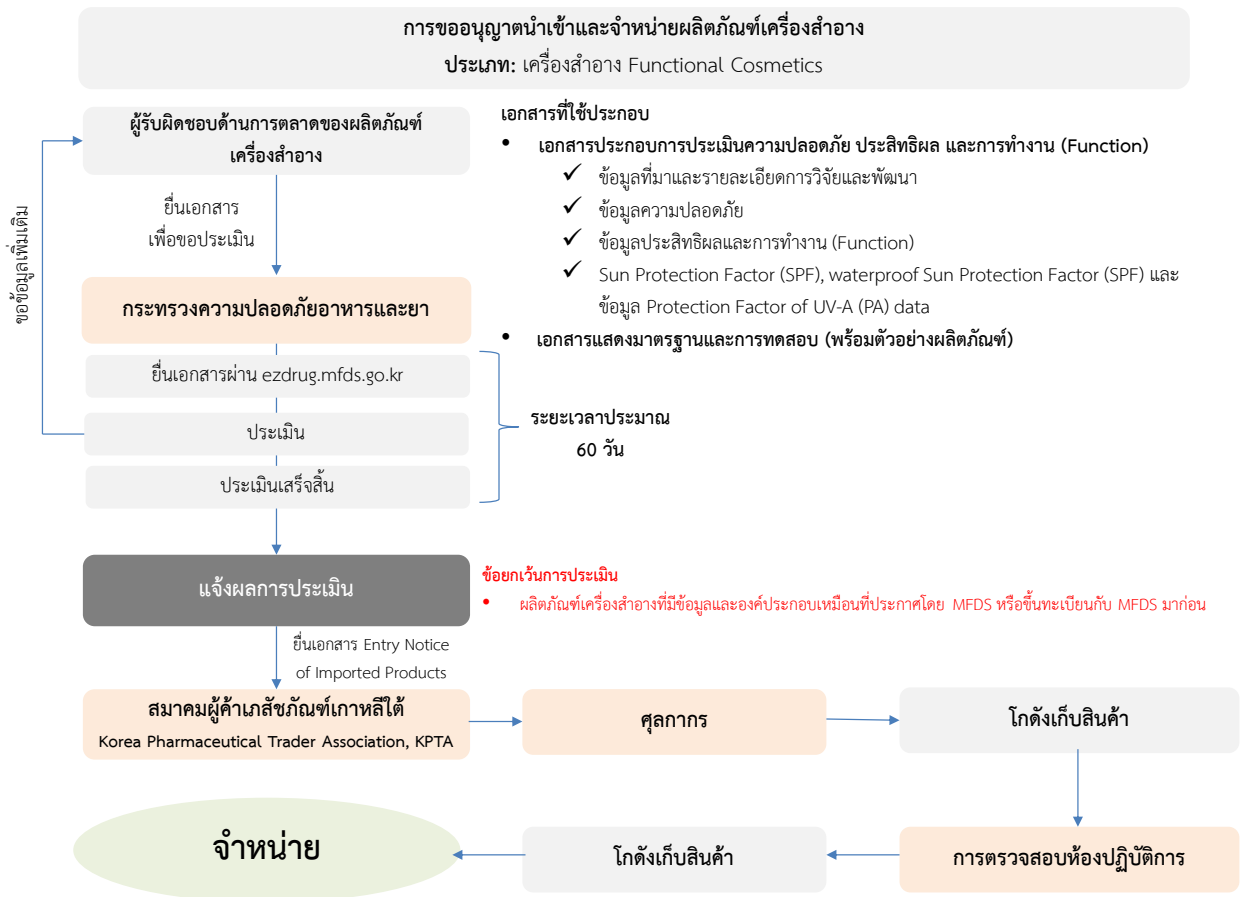 การขออนุญาตนำเข้าและจำหน่ายผลิตภัณฑ์เครื่องสำอาง
ประเภท: เครื่องสำอาง Functional Cosmetics
ผู้รับผิดชอบด้านการตลาดของผลิตภัณฑ์
เครื่องสำอาง
ขอข้อมูลเพิ่มเติม
ยื่นเอกสาร
เพื่อขอประเมิน
กระทรวงความปลอดภัยอาหารและยา
ยื่นเอกสารผ่าน ezdrug.mfds.go.kr
ประเมิน
ประเมินเสร็จสิ้น
ระยะเวลาประมาณ
60 วัน
เอกสารที่ใช้ประกอบ
• เอกสารประกอบการประเมินความปลอดภัย ประสิทธิผล และการทำงาน (Function)
✓ ข้อมูลที่มาและรายละเอียดการวิจัยและพัฒนา
✓ ข้อมูลความปลอดภัย
✓ ข้อมูลประสิทธิผลและการทำงาน (Function)
✓ Sun Protection Factor (SPF), waterproof Sun Protection Factor (SPF) และ
ข้อมูล Protection Factor of UV-A (PA) data
• เอกสารแสดงมาตรฐานและการทดสอบ (พร้อมตัวอย่างผลิตภัณฑ์)
แจ้งผลการประเมิน
ข้อยกเว้นการประเมิน
• ผลิตภัณฑ์เครื่องสำอางที่มีข้อมูลและองค์ประกอบเหมือนที่ประกาศโดย MFDS หรือขึ้นทะเบียนกับ MFDS มาก่อน
ยื่นเอกสาร Entry Notice
of Imported Products
สมาคมผู้ค้าเภสัชภัณฑ์เกาหลีใต้
Korea Pharmaceutical Trader Association, KPTA
ศุลกากร
โกดังเก็บสินค้า
การตรวจสอบห้องปฏิบัติการ
โกดังเก็บสินค้า
จำหน่าย